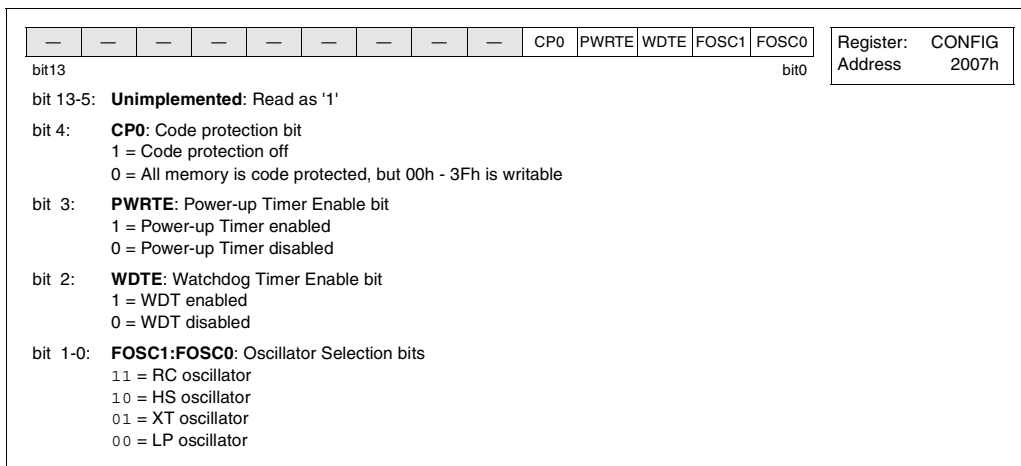 — — — — — — — — — CP0 PWRTE WDTE FOSC1 FOSC0
bit13 bit0
Register: CONFIG
Address 2007h
bit 13-5: Unimplemented: Read as '1'
bit 4: CP0: Code protection bit
1 = Code protection off
0 = All memory is code protected, but 00h - 3Fh is writable
bit 3: PWRTE: Power-up Timer Enable bit
1 = Power-up Timer enabled
0 = Power-up Timer disabled
bit 2: WDTE: Watchdog Timer Enable bit
1 = WDT enabled
0 = WDT disabled
bit 1-0: FOSC1:FOSC0: Oscillator Selection bits
11 = RC oscillator
10 = HS oscillator
01 = XT oscillator
00 = LP oscillator